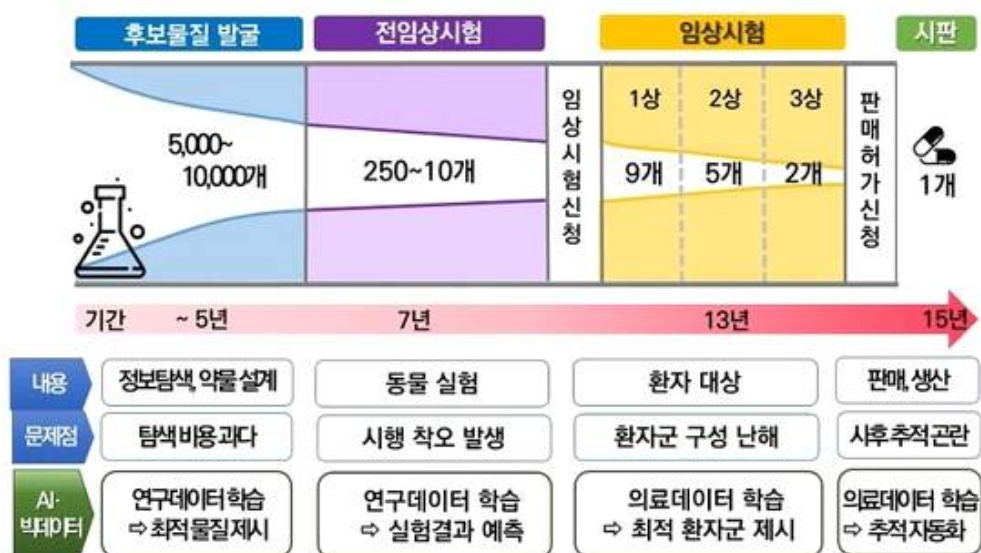 후보물질 발굴
전임상시험
임상시험
시판
5,000~
10,000개
250~10개
임상시험신청
1상
2상
3상
9개
5개
2개
판매허가신청
1개
기간
~ 5년
7년
13년
15년
내용
정보탐색, 약물 설계
동물 실험
환자 대상
판매, 생산
문제점
탐색 비용 과다
시행 착오 발생
환자군 구성 난해
사후 추적 곤란
AI·
빅데이터
연구데이터 학습
⇨ 최적 물질 제시
연구데이터 학습
⇨ 실험결과 예측
의료데이터 학습
⇨ 최적 환자군 제시
의료데이터 학습
⇨ 추적 자동화